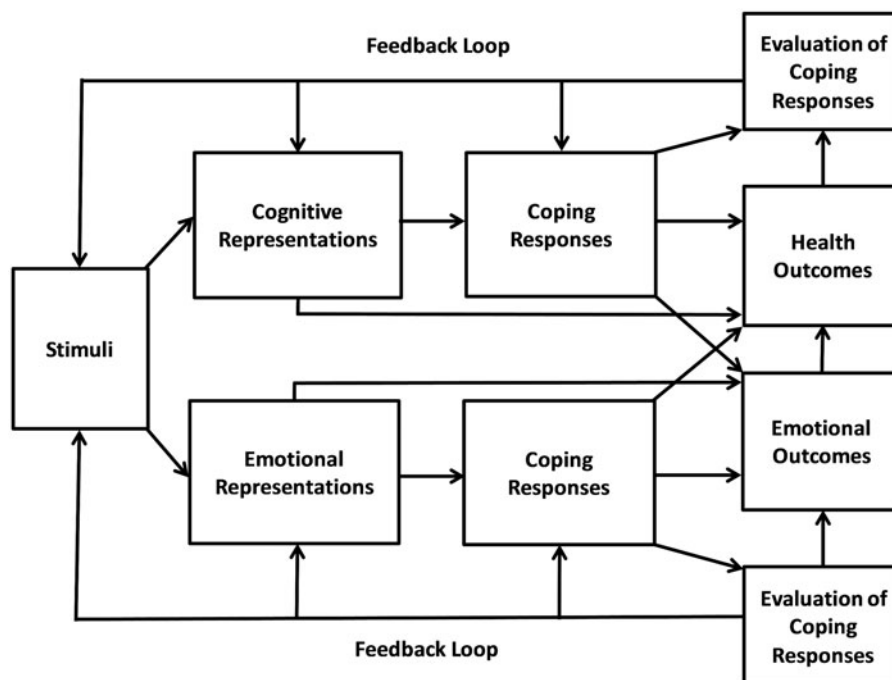 Feedback Loop
Evaluation of
Coping
Responses
Cognitive
Representations
Coping
Responses
Health
Outcomes
Stimuli
Emotional
Representations
Coping
Responses
Emotional
Outcomes
Feedback Loop
Evaluation of
Coping
Responses